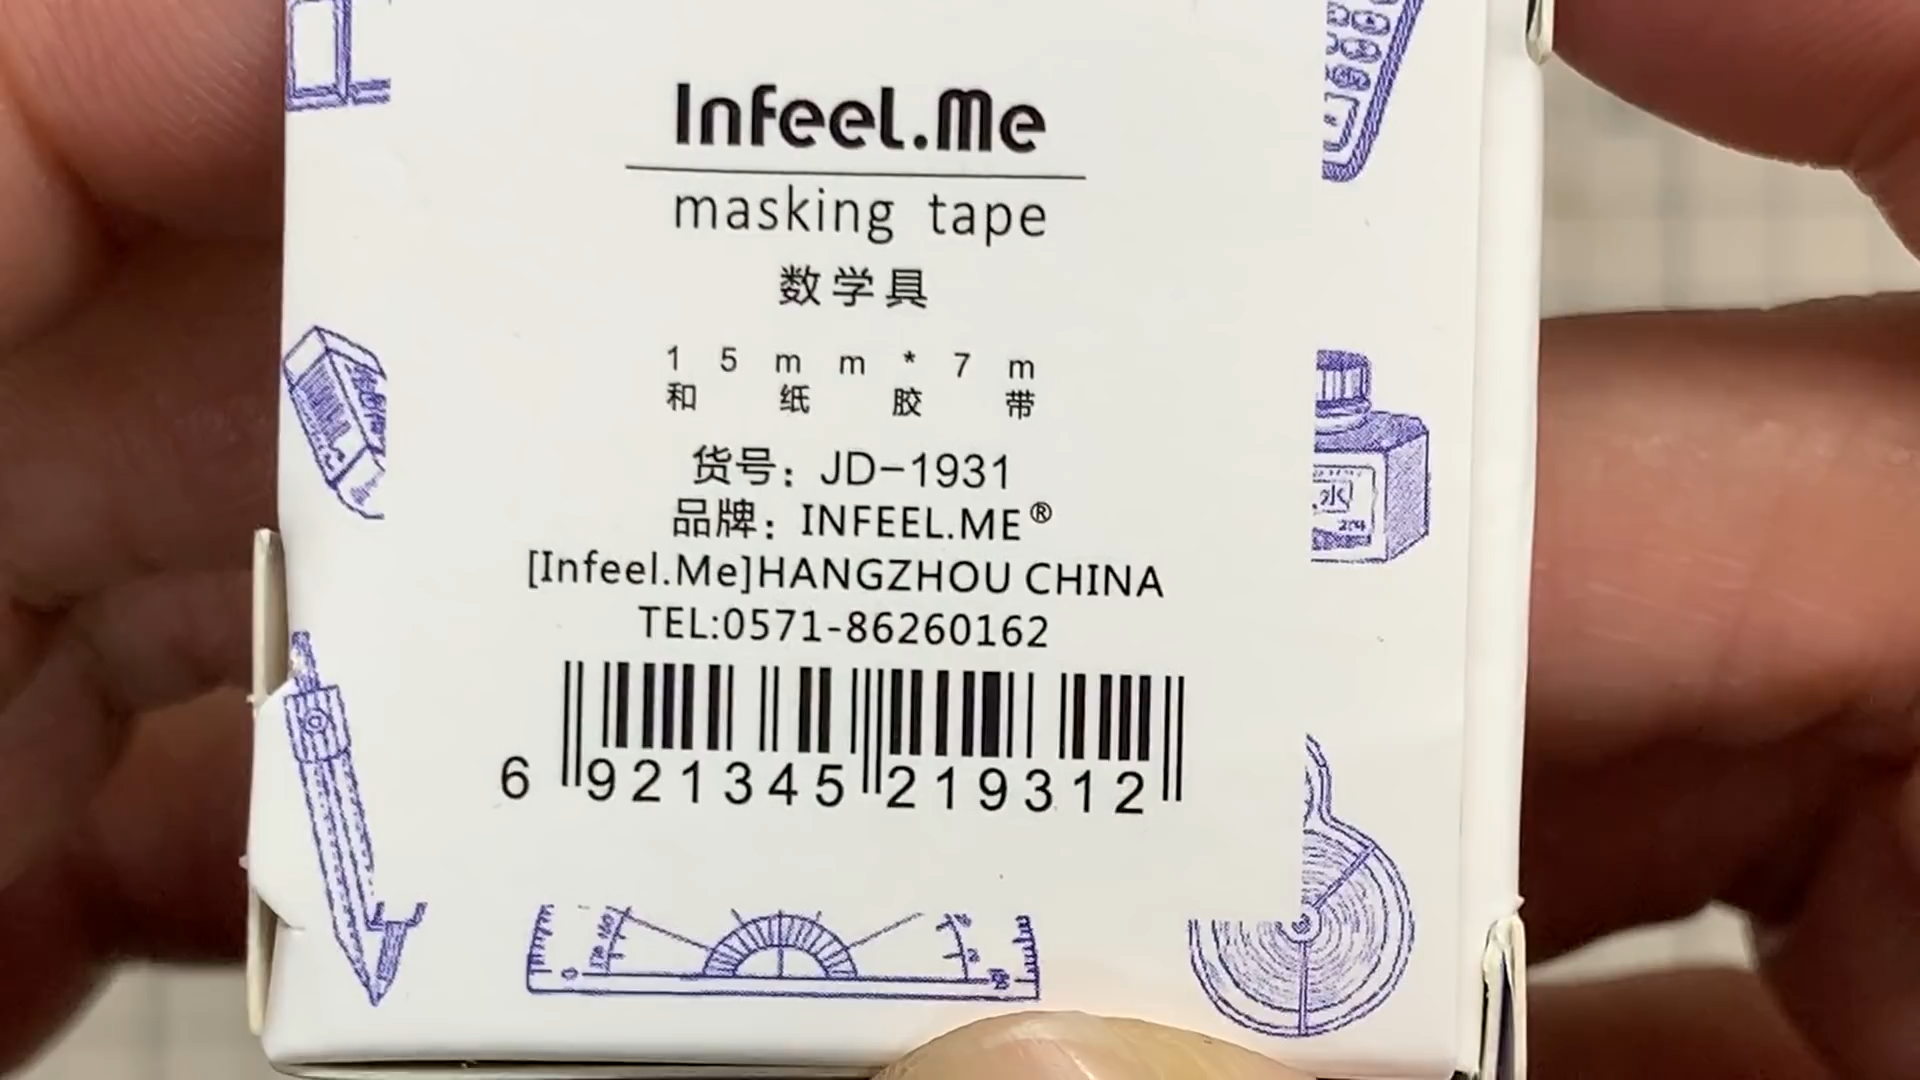 Infeel.Me
masking tape
数学具
15mm*7m
和纸胶带
货号：JD-1931
品牌：INFEEL.ME®
[Infeel.Me]HANGZHOU CHINA
TEL:0571-86260162
6 921345 219312
水